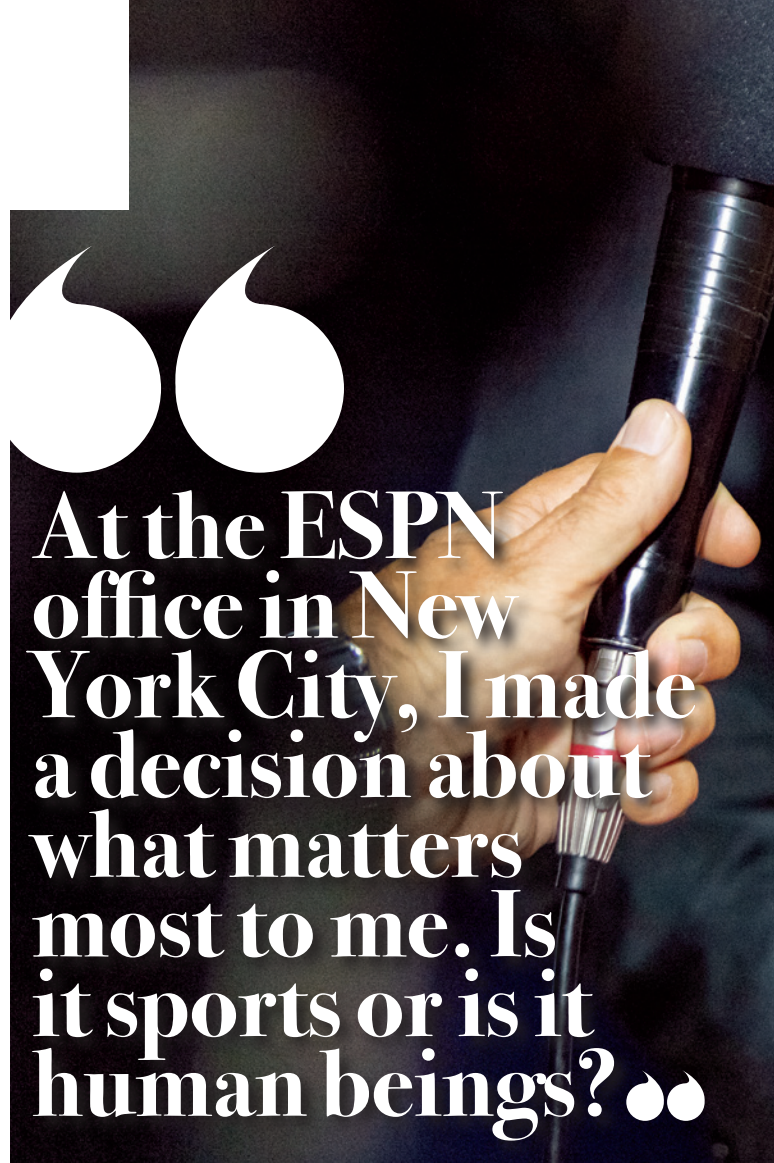 “At the ESPN
office in New
York City, I made
a decision about
what matters
most to me. Is
it sports or is it
human beings?“